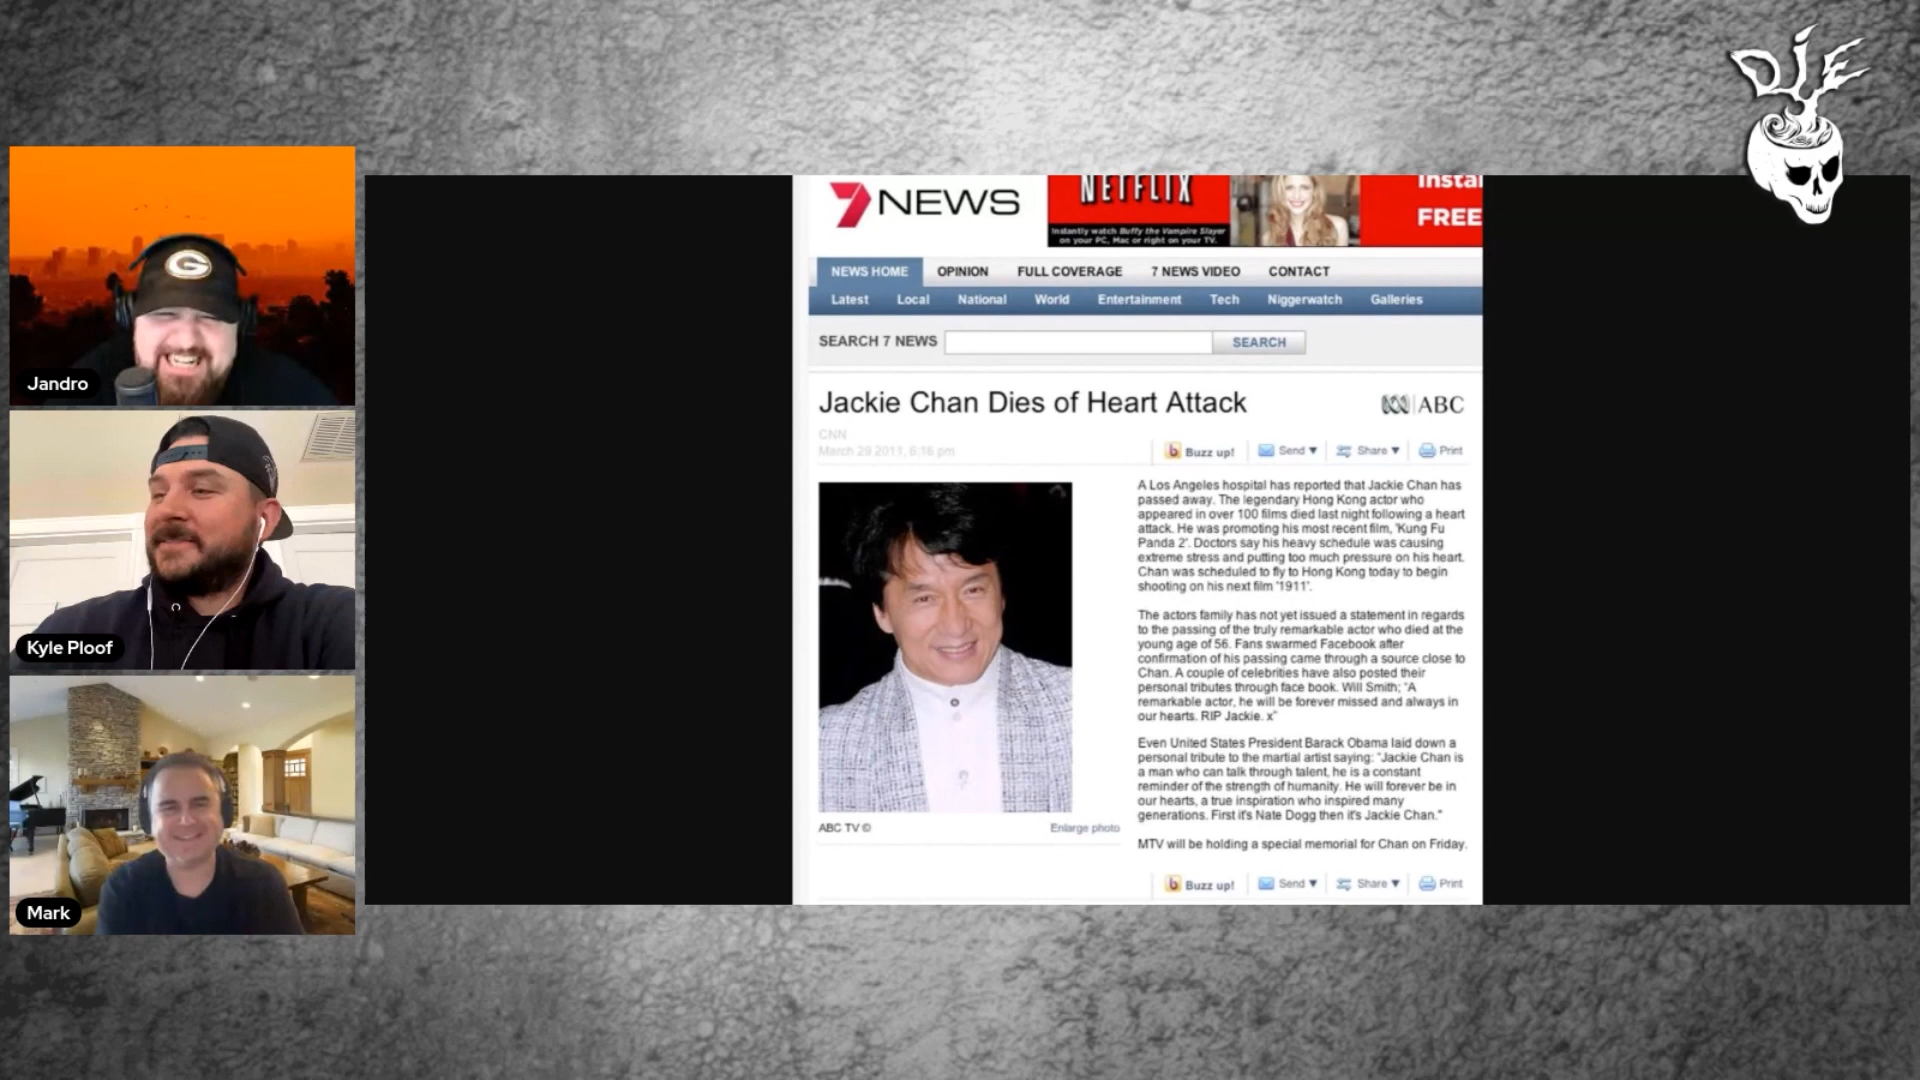 DIE
Jandro
Kyle Ploof
Mark
7 NEWS
NETFLIX
Instantly watch Buffy the Vampire Slayer
on your PC, Mac or right on your TV.
FREE
NEWS HOME OPINION FULL COVERAGE 7 NEWS VIDEO CONTACT
Latest Local National World Entertainment Tech Niggerwatch Galleries
SEARCH 7 NEWS SEARCH
Jackie Chan Dies of Heart Attack
ABC
CNN
March 29 2011, 6:16 pm
Buzz up! Send Share Print
A Los Angeles hospital has reported that Jackie Chan has
passed away. The legendary Hong Kong actor who
appeared in over 100 films died last night following a heart
attack. He was promoting his most recent film, 'Kung Fu
Panda 2'. Doctors say his heavy schedule was causing
extreme stress and putting too much pressure on his heart.
Chan was scheduled to fly to Hong Kong today to begin
shooting on his next film '1911'.
The actors family has not yet issued a statement in regards
to the passing of the truly remarkable actor who died at the
young age of 56. Fans swarmed Facebook after
confirmation of his passing came through a source close to
Chan. A couple of celebrities have also posted their
personal tributes through face book. Will Smith; "A
remarkable actor, he will be forever missed and always in
our hearts. RIP Jackie. x"
Even United States President Barack Obama laid down a
personal tribute to the martial artist saying: "Jackie Chan is
a man who can talk through talent, he is a constant
reminder of the strength of humanity. He will forever be in
our hearts, a true inspiration who inspired many
generations. First it's Nate Dogg then it's Jackie Chan."
MTV will be holding a special memorial for Chan on Friday.
ABC TV © Enlarge photo
Buzz up! Send Share Print